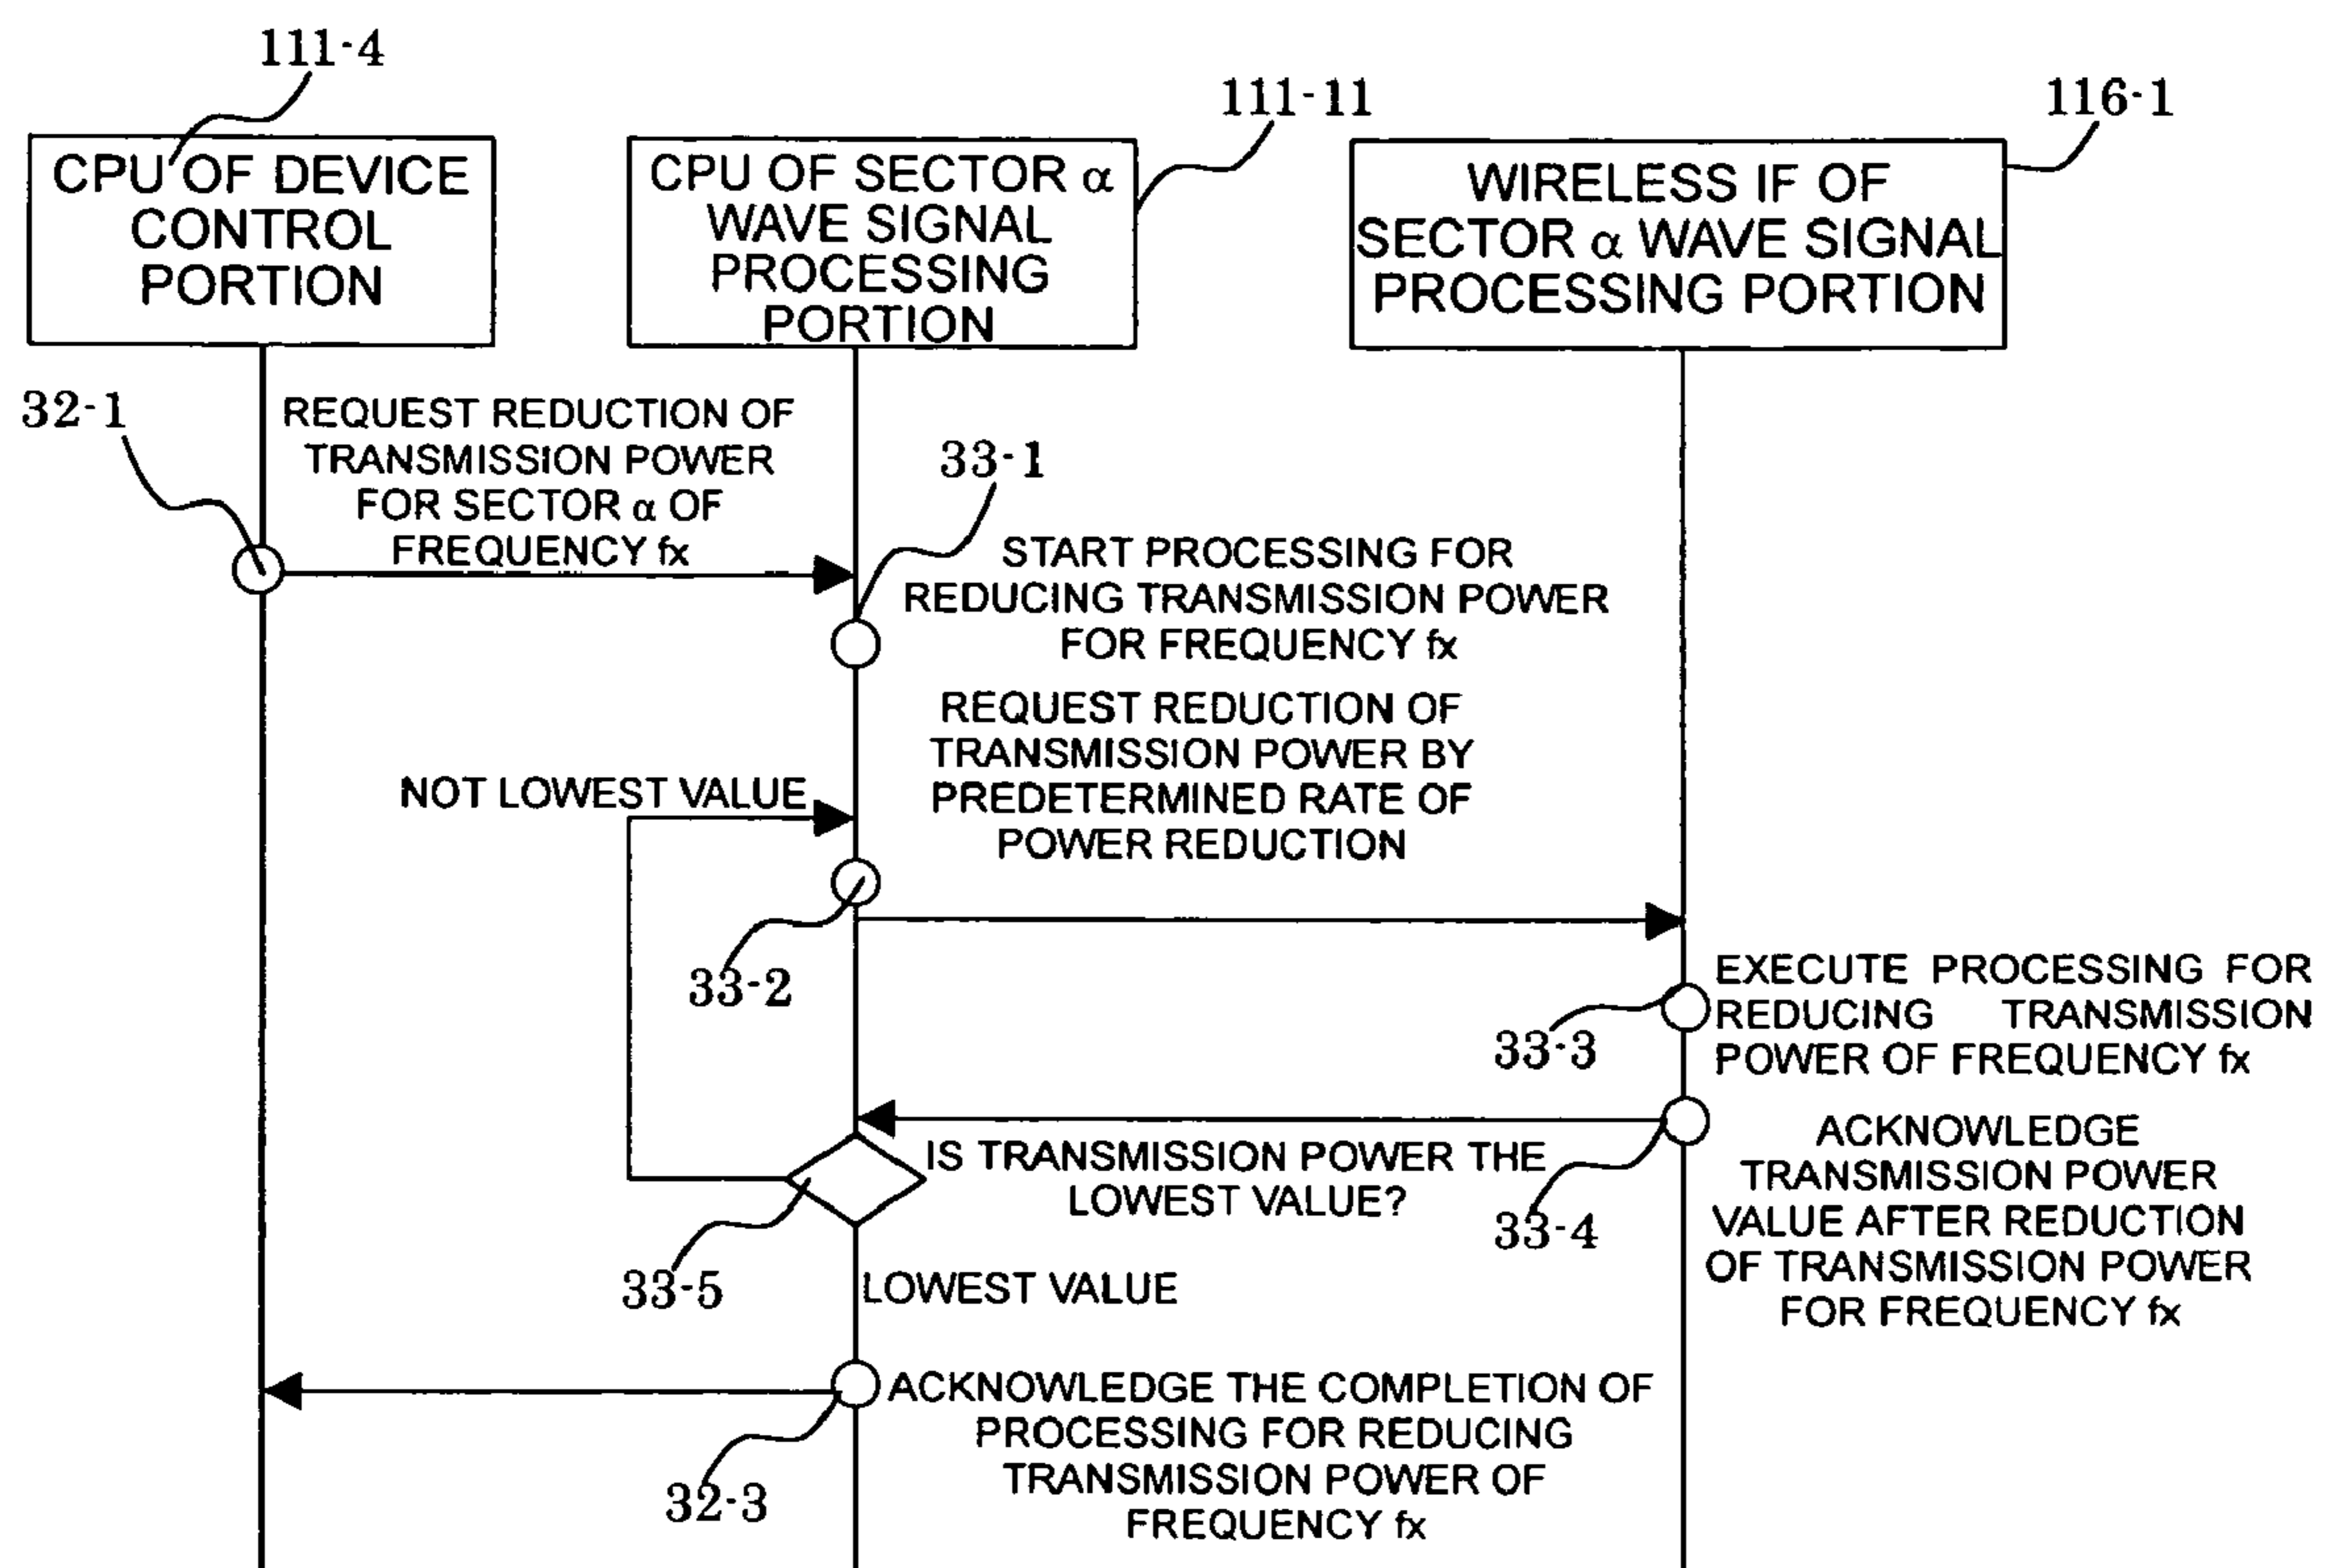 111-4
111-11
116-1
CPU OF DEVICE
CONTROL
PORTION
CPU OF SECTOR α
WAVE SIGNAL
PROCESSING
PORTION
WIRELESS IF OF
SECTOR α WAVE SIGNAL
PROCESSING PORTION
32-1
REQUEST REDUCTION OF
TRANSMISSION POWER
FOR SECTOR α OF
FREQUENCY fx
33-1
START PROCESSING FOR
REDUCING TRANSMISSION POWER
FOR FREQUENCY fx
REQUEST REDUCTION OF
TRANSMISSION POWER BY
PREDETERMINED RATE OF
POWER REDUCTION
NOT LOWEST VALUE
33-2
EXECUTE PROCESSING FOR
REDUCING TRANSMISSION
POWER OF FREQUENCY fx
33-3
IS TRANSMISSION POWER THE
LOWEST VALUE?
33-4
ACKNOWLEDGE
TRANSMISSION POWER
VALUE AFTER REDUCTION
OF TRANSMISSION POWER
FOR FREQUENCY fx
33-5
LOWEST VALUE
ACKNOWLEDGE THE COMPLETION OF
PROCESSING FOR REDUCING
TRANSMISSION POWER OF
FREQUENCY fx
32-3